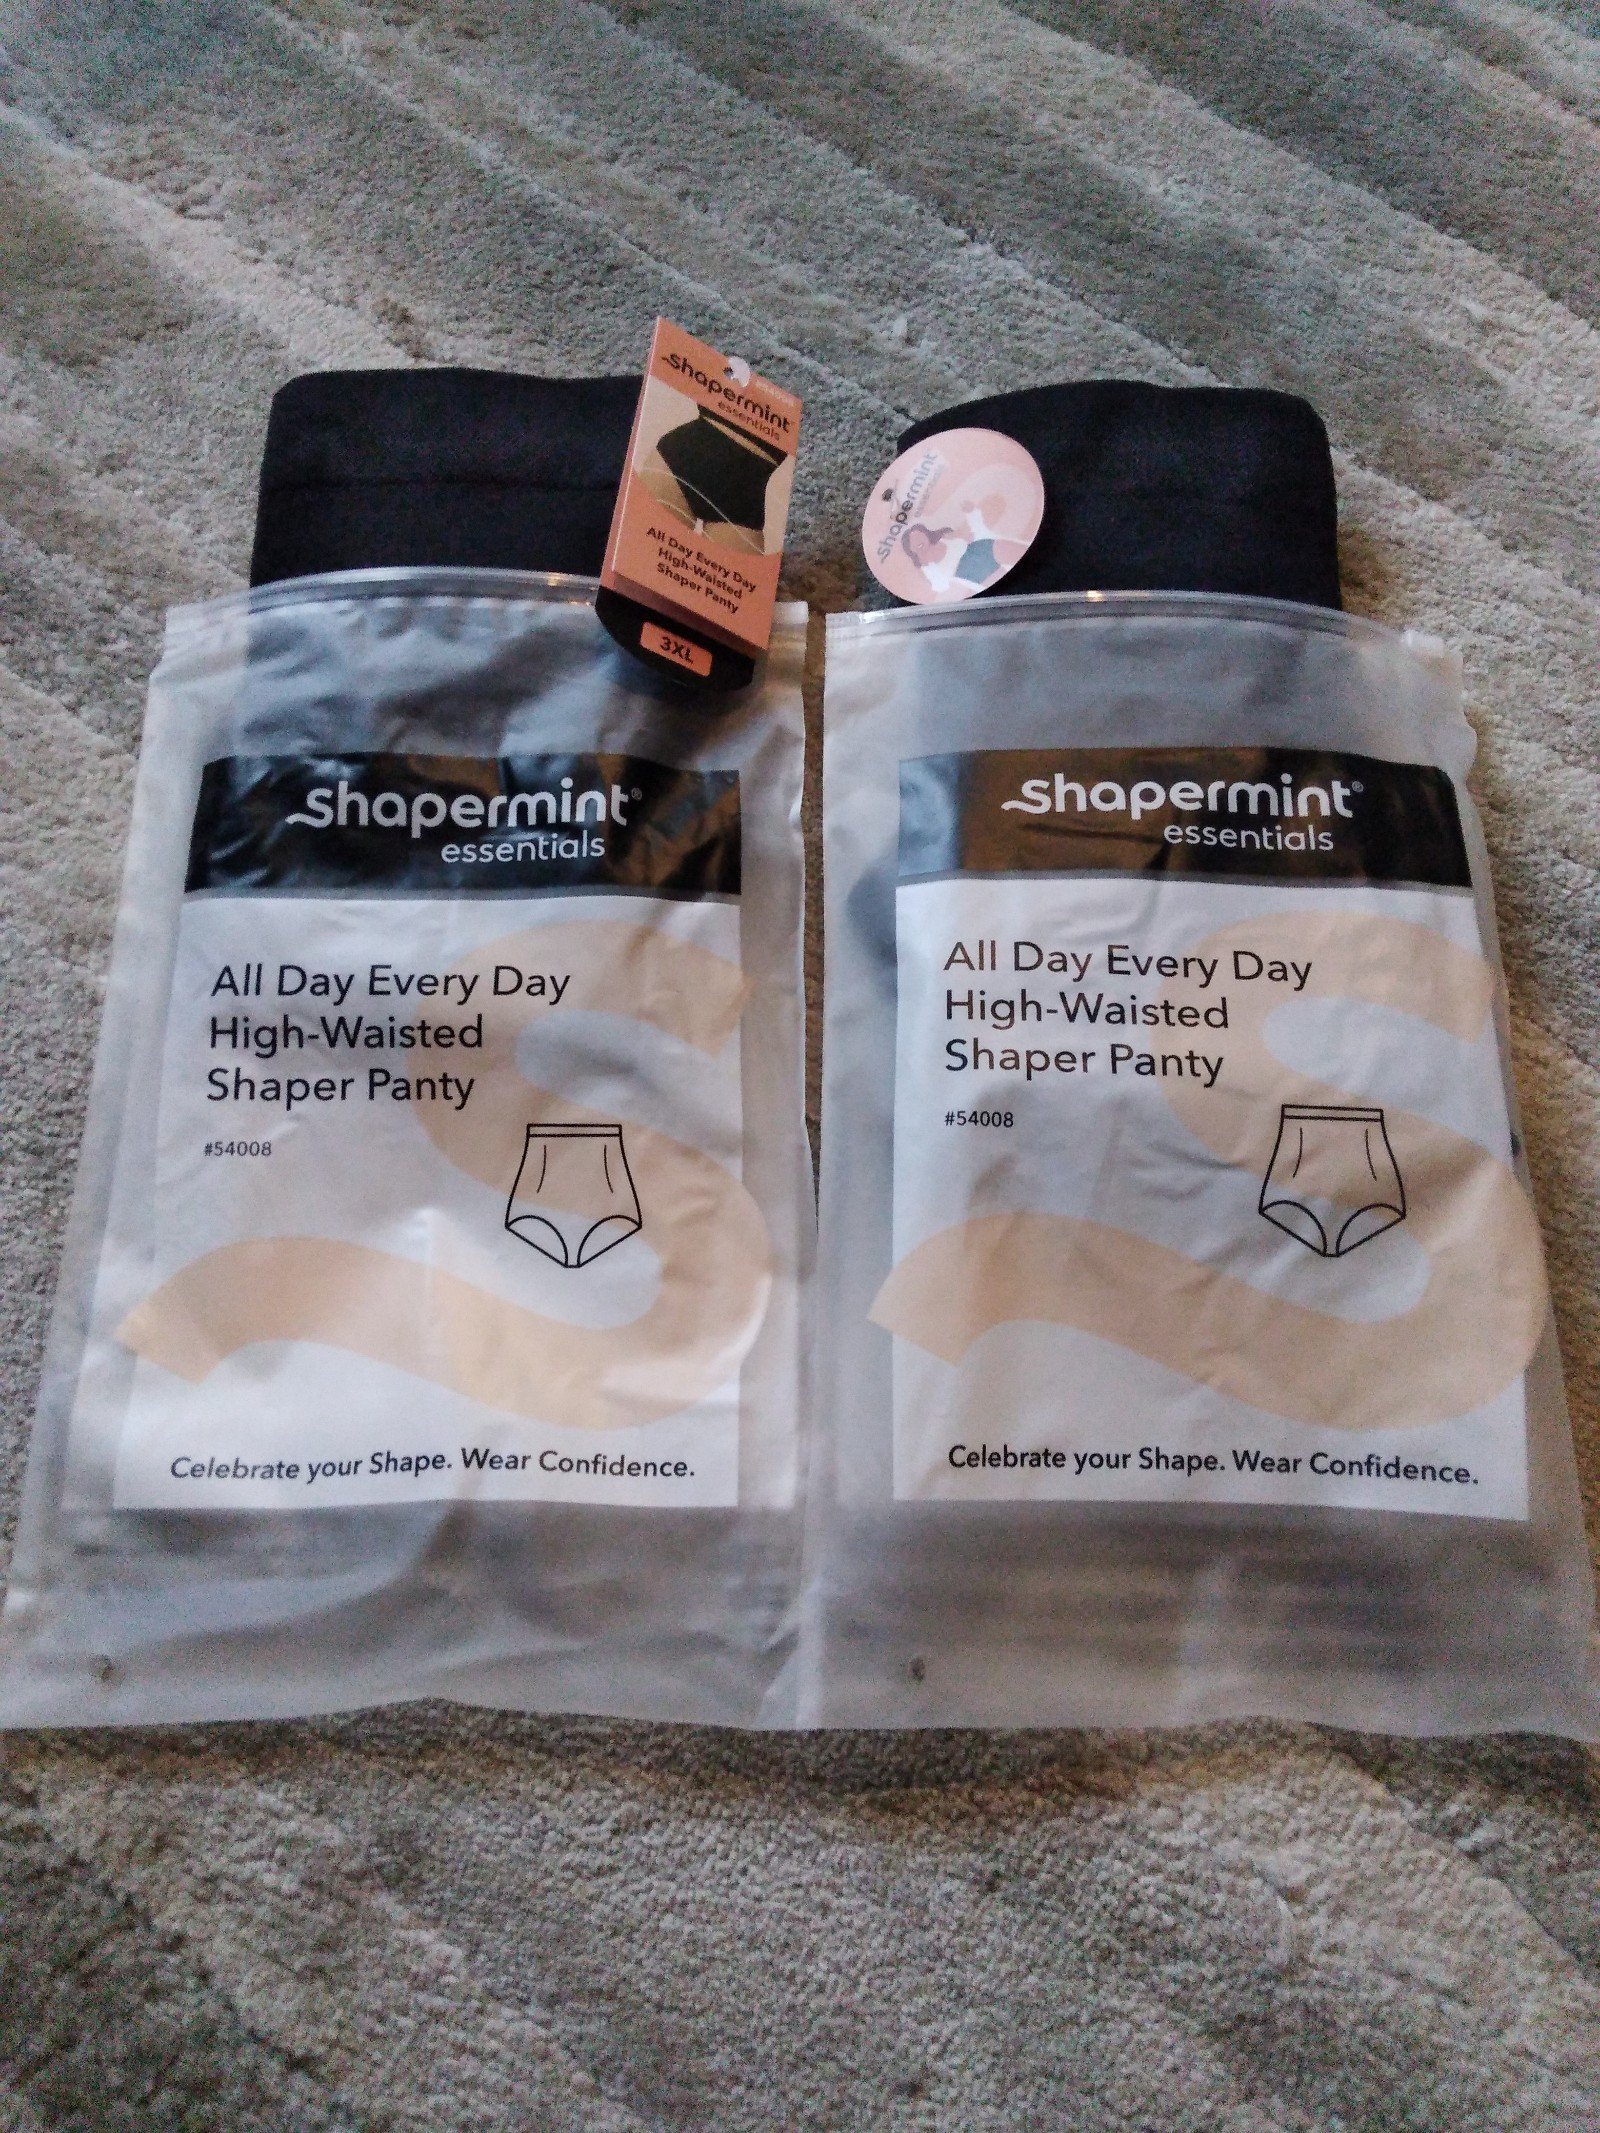 shapermint
essentials
All Day Every Day
High-Waisted
Shaper Panty
3XL
shapermint
shapermint®
essentials
All Day Every Day
High-Waisted
Shaper Panty
#54008
Celebrate your Shape. Wear Confidence.
shapermint®
essentials
All Day Every Day
High-Waisted
Shaper Panty
#54008
Celebrate your Shape. Wear Confidence.